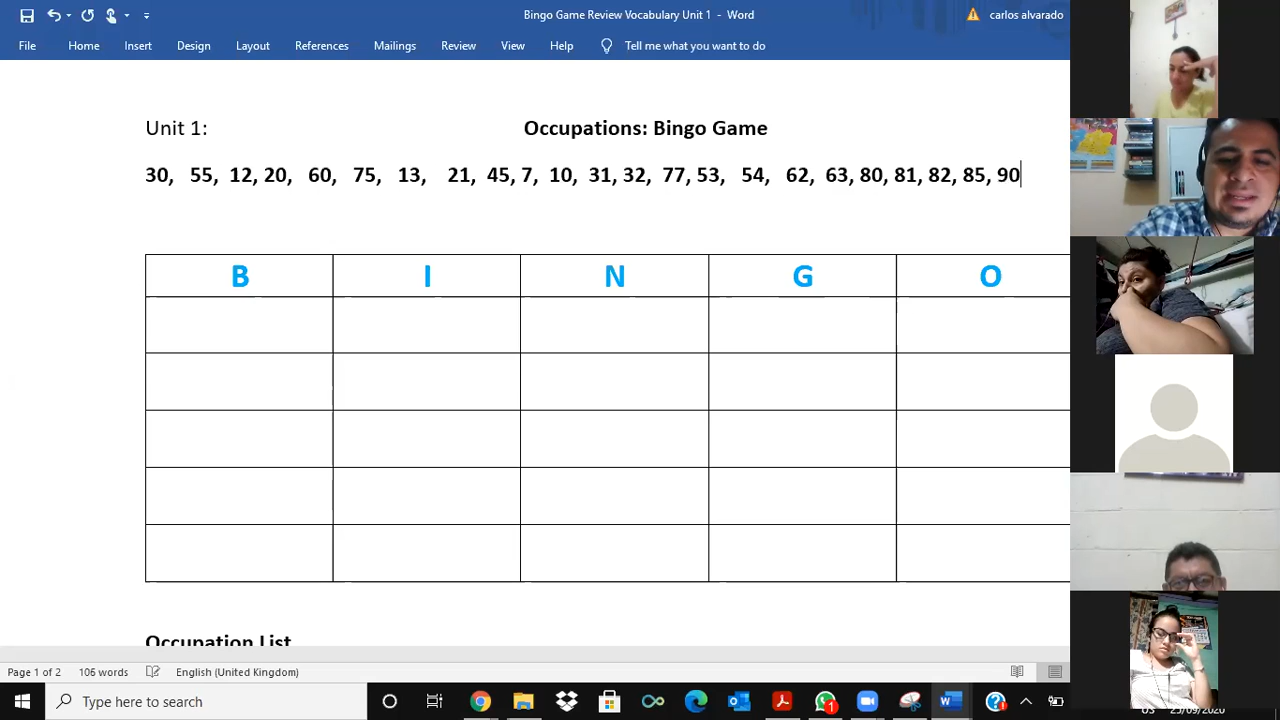 Bingo Game Review Vocabulary Unit 1 - Word
carlos alvarado
File Home Insert Design Layout References Mailings Review View Help Tell me what you want to do
Unit 1: Occupations: Bingo Game
30, 55, 12, 20, 60, 75, 13, 21, 45, 7, 10, 31, 32, 77, 53, 54, 62, 63, 80, 81, 82, 85, 90
B I N G O
Occupation List
Page 1 of 2 106 words English (United Kingdom)
Type here to search
25/09/2020